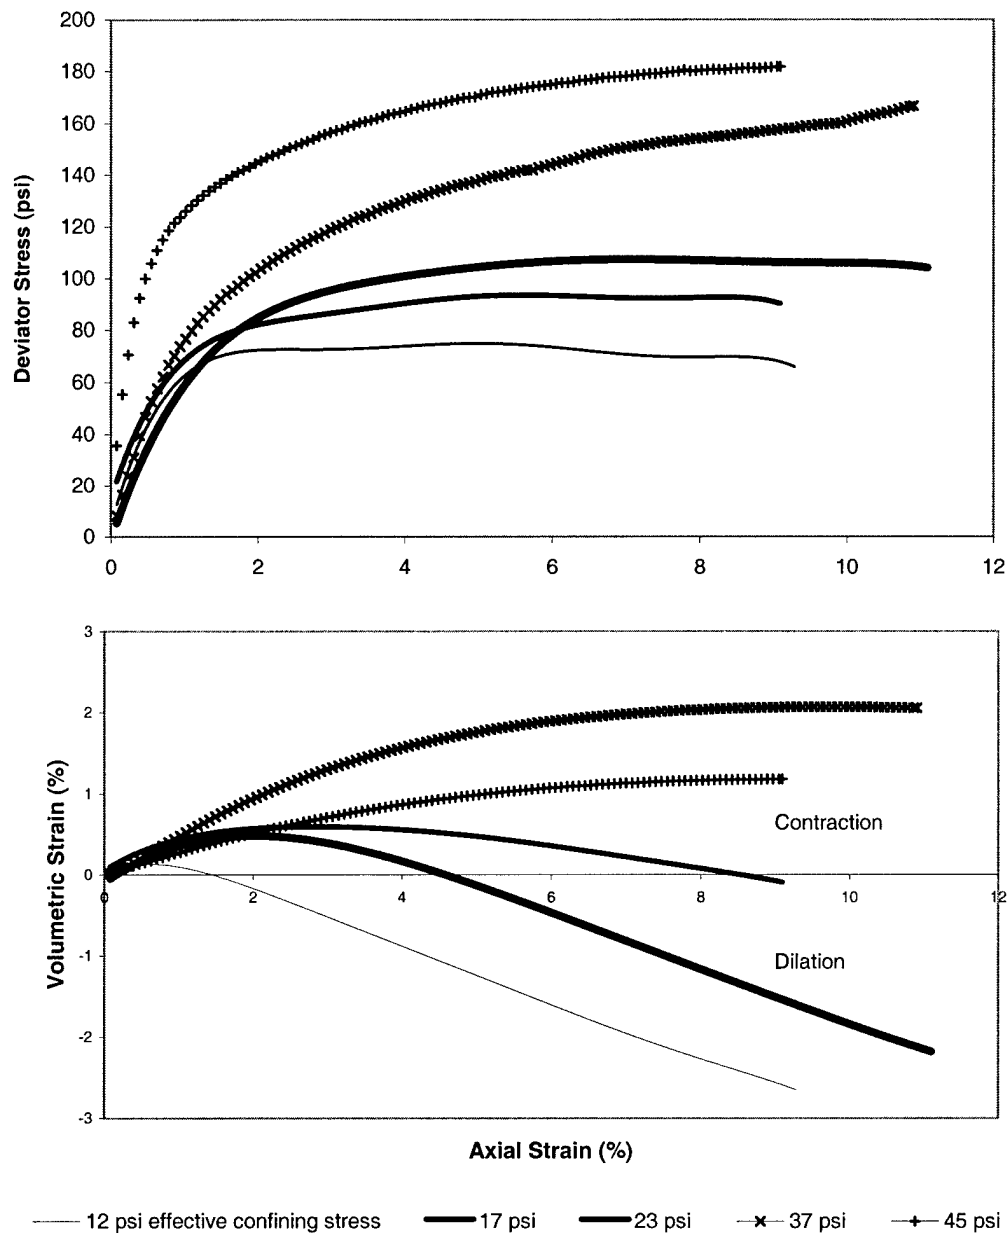 200
180
160
140
120
100
80
60
40
20
0
Deviator Stress (psi)
0 2 4 6 8 10 12
3
2
1
0
-1
-2
-3
Volumetric Strain (%)
Contraction
0 2 4 6 8 10 12
Dilation
Axial Strain (%)
12 psi effective confining stress 17 psi 23 psi 37 psi 45 psi